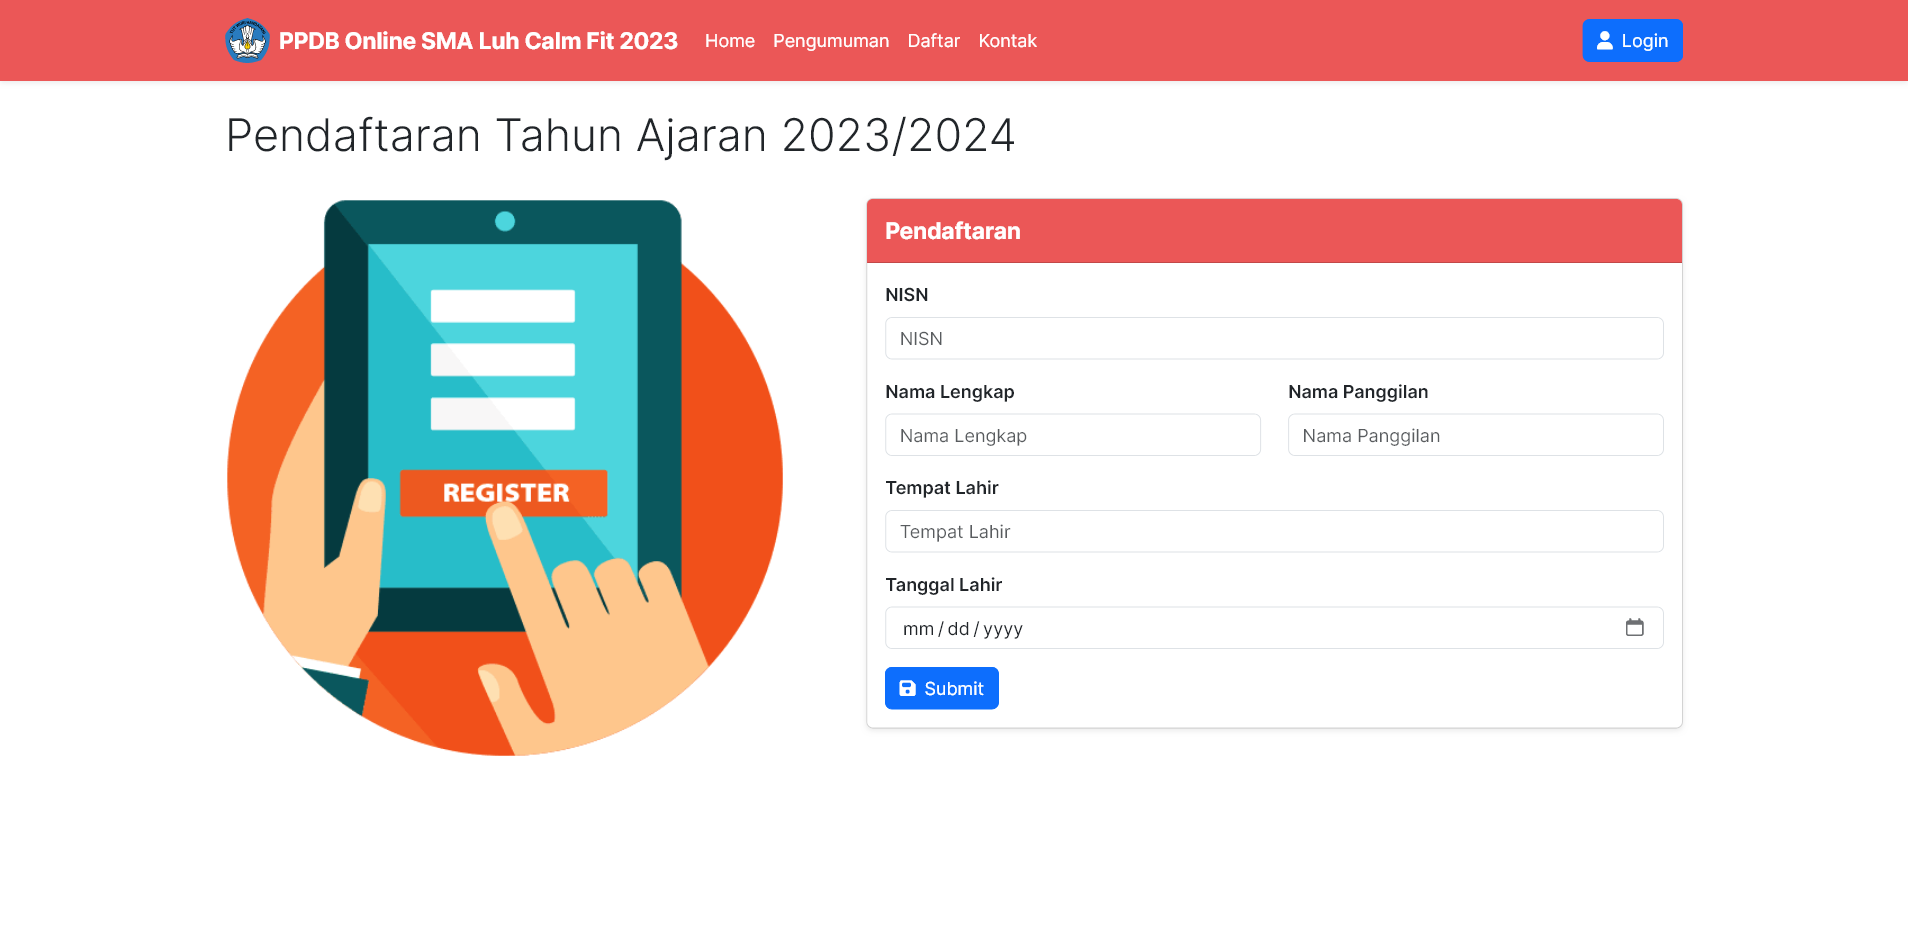 PPDB Online SMA Luh Calm Fit 2023 Home Pengumuman Daftar Kontak Login
Pendaftaran Tahun Ajaran 2023/2024
REGISTER
Pendaftaran
NISN
NISN
Nama Lengkap Nama Panggilan
Nama Lengkap Nama Panggilan
Tempat Lahir
Tempat Lahir
Tanggal Lahir
mm/dd/yyyy
Submit